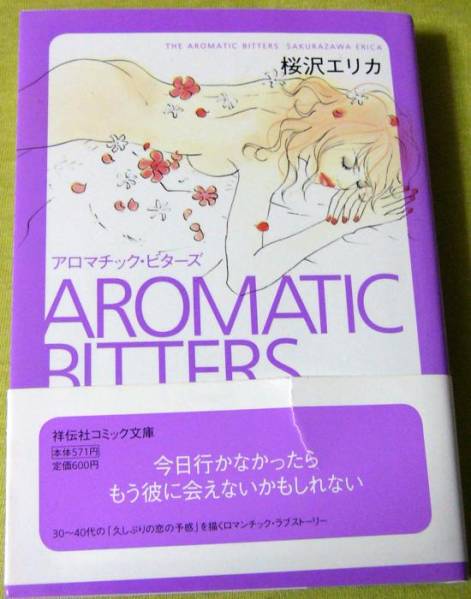 THE AROMATIC BITTERS SAKURAZAWA ERICA
桜沢エリカ
アロマチック・ビターズ
AROMATIC
BITTERS
祥伝社コミック文庫
本体571円
定価600円
今日行かなかったら
もう彼に会えないかもしれない
30〜40代の「久しぶりの恋の予感」を描くロマンチック・ラブストーリー